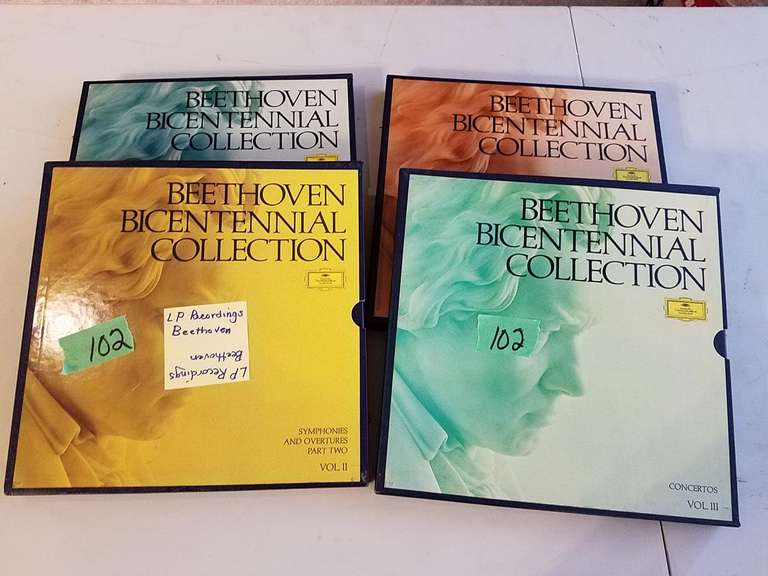 BEETHOVEN
BICENTENNIAL
COLLECTION
BEETHOVEN
BICENTENNIAL
COLLECTION
BEETHOVEN
BICENTENNIAL
COLLECTION
102
LP Recordings
Beethoven
LP Recordings
Beethoven
SYMPHONIES
AND OVERTURES
PART TWO
VOL. II
BEETHOVEN
BICENTENNIAL
COLLECTION
102
CONCERTOS
VOL. III